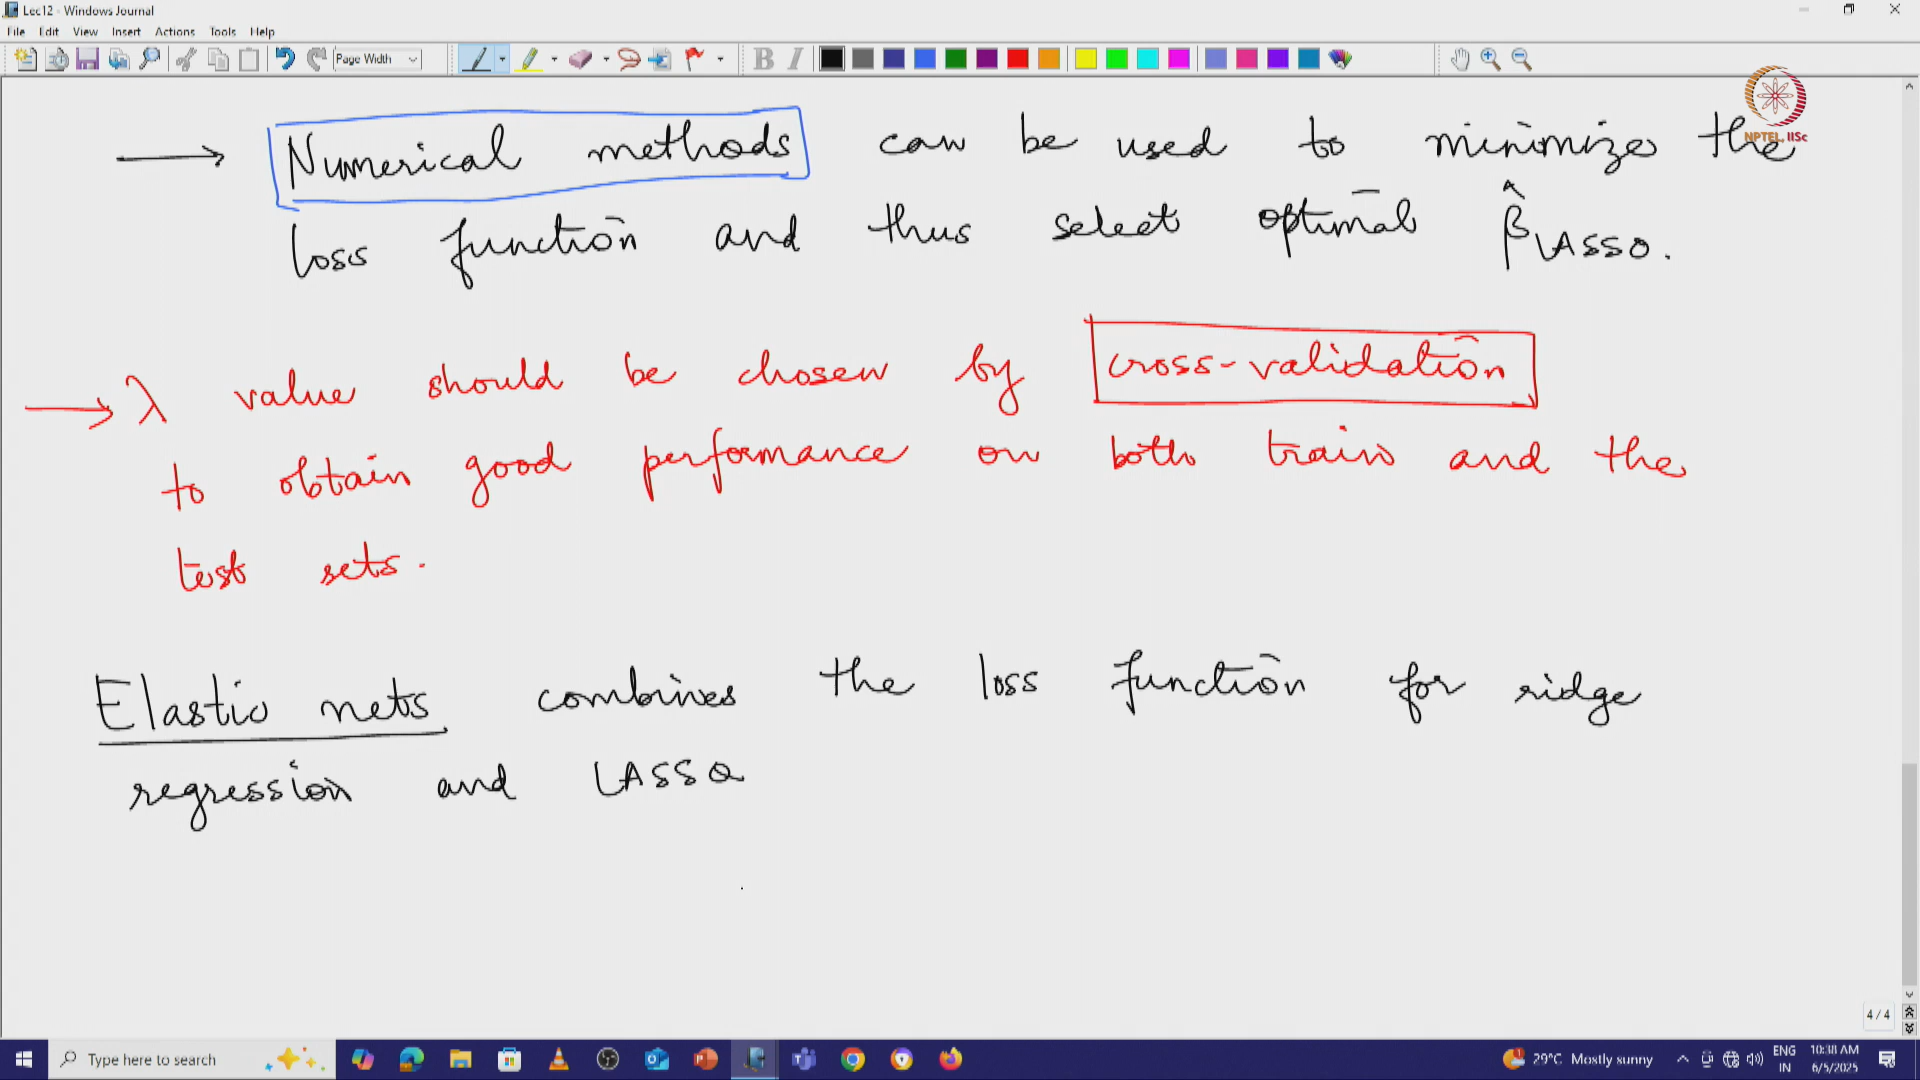 Lec12 - Windows Journal
File Edit View Insert Actions Tools Help
Page Width
B I
NPTEL, IISc
→ Numerical methods can be used to minimize the
loss function and thus select optimal β̂LASSO.
→ λ value should be chosen by cross-validation
to obtain good performance on both train and the
test sets.
Elastic nets combines the loss function for ridge
regression and LASSO
4 / 4
Type here to search
29°C Mostly sunny
ENG
IN
10:38 AM
6/5/2025